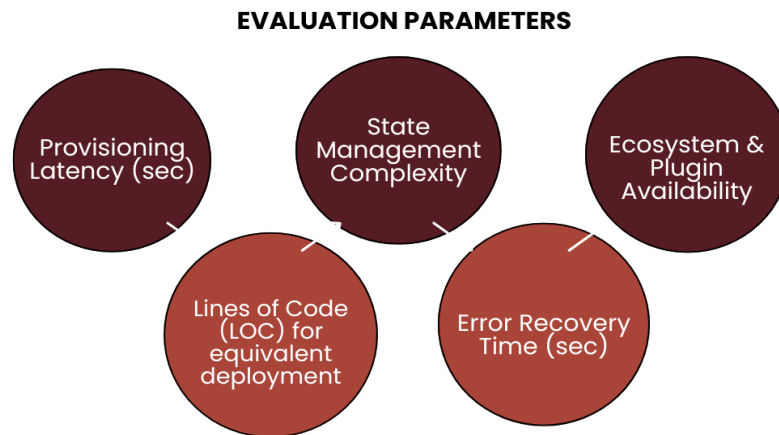 EVALUATION PARAMETERS
Provisioning
Latency (sec)
Lines of Code
(LOC) for
equivalent
deployment
State
Management
Complexity
Error Recovery
Time (sec)
Ecosystem &
Plugin
Availability